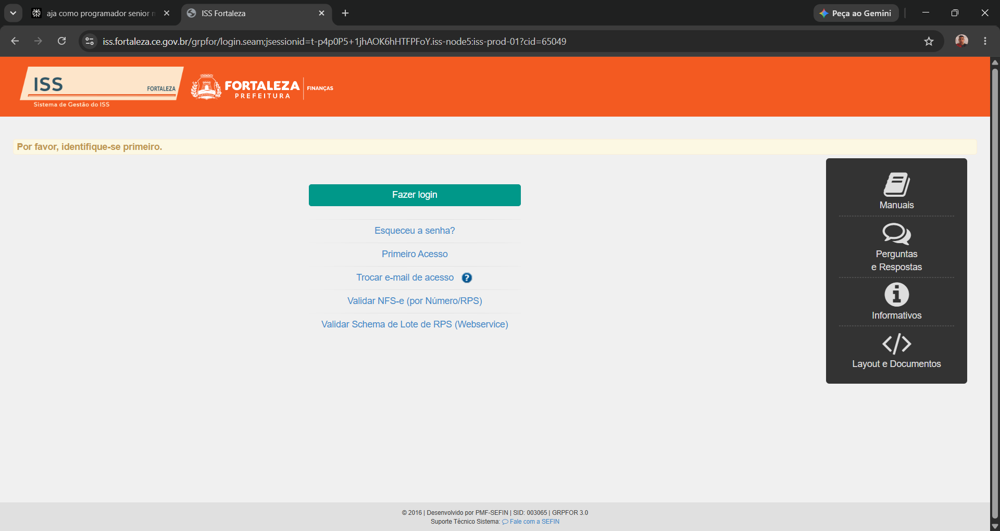 aja como programador senior
ISS Fortaleza
Peça ao Gemini
iss.fortaleza.ce.gov.br/grpfor/login.seam;jsessionid=t-p4p0P5+1jhAOK6hHTFPFoY.iss-node5:iss-prod-01?cid=65049
ISS
FORTALEZA
Sistema de Gestão do ISS
FORTALEZA
PREFEITURA
FINANÇAS
Por favor, identifique-se primeiro.
Fazer login
Esqueceu a senha?
Primeiro Acesso
Trocar e-mail de acesso ?
Validar NFS-e (por Número/RPS)
Validar Schema de Lote de RPS (Webservice)
Manuais
Perguntas
e Respostas
Informativos
Layout e Documentos
© 2016 | Desenvolvido por PMF-SEFIN | SID: 003065 | GRPFOR 3.0
Suporte Técnico Sistema: Fale com a SEFIN